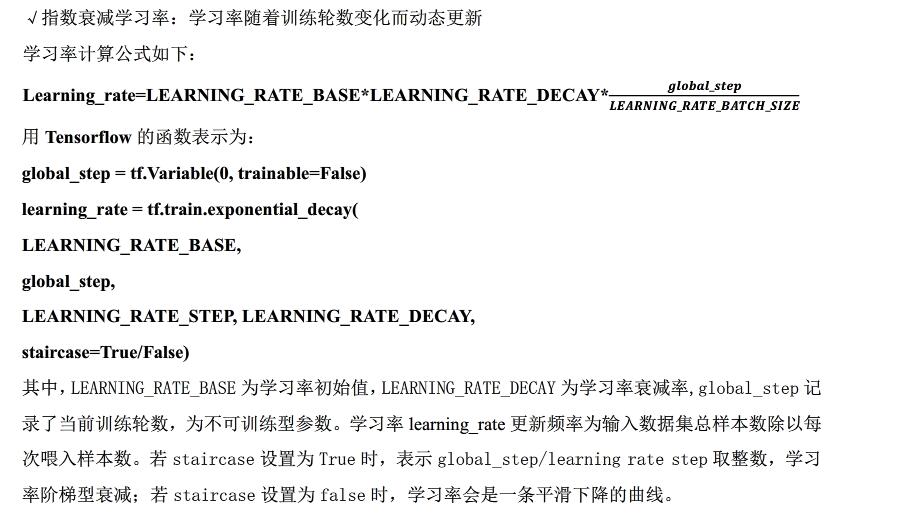 √指数衰减学习率：学习率随着训练轮数变化而动态更新
学习率计算公式如下：
Learning_rate=LEARNING_RATE_BASE*LEARNING_RATE_DECAY*global_step/LEARNING_RATE_BATCH_SIZE
用 Tensorflow 的函数表示为：
global_step = tf.Variable(0, trainable=False)
learning_rate = tf.train.exponential_decay(
LEARNING_RATE_BASE,
global_step,
LEARNING_RATE_STEP, LEARNING_RATE_DECAY,
staircase=True/False)
其中，LEARNING_RATE_BASE 为学习率初始值，LEARNING_RATE_DECAY 为学习率衰减率,global_step 记
录了当前训练轮数，为不可训练型参数。学习率 learning_rate 更新频率为输入数据集总样本数除以每
次喂入样本数。若 staircase 设置为 True 时，表示 global_step/learning rate step 取整数，学习
率阶梯型衰减；若 staircase 设置为 false 时，学习率会是一条平滑下降的曲线。